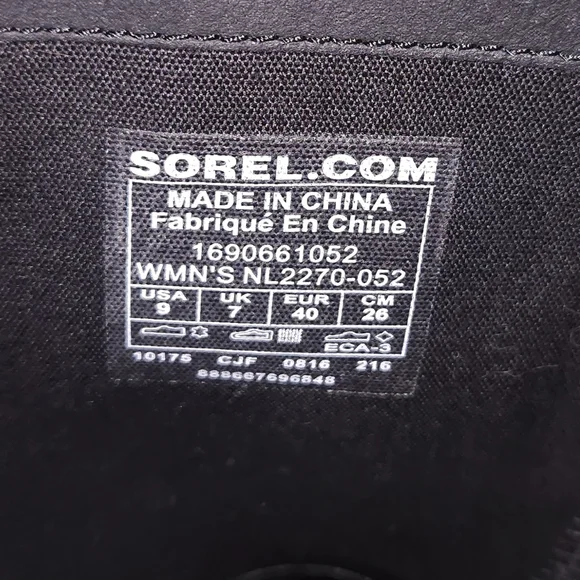 SOREL.COM
MADE IN CHINA
Fabriqué En Chine
1690661052
WMN'S NL2270-052
USA UK EUR CM
9 7 40 26
ECA-3
10175 CJF 0816 216
888667696848